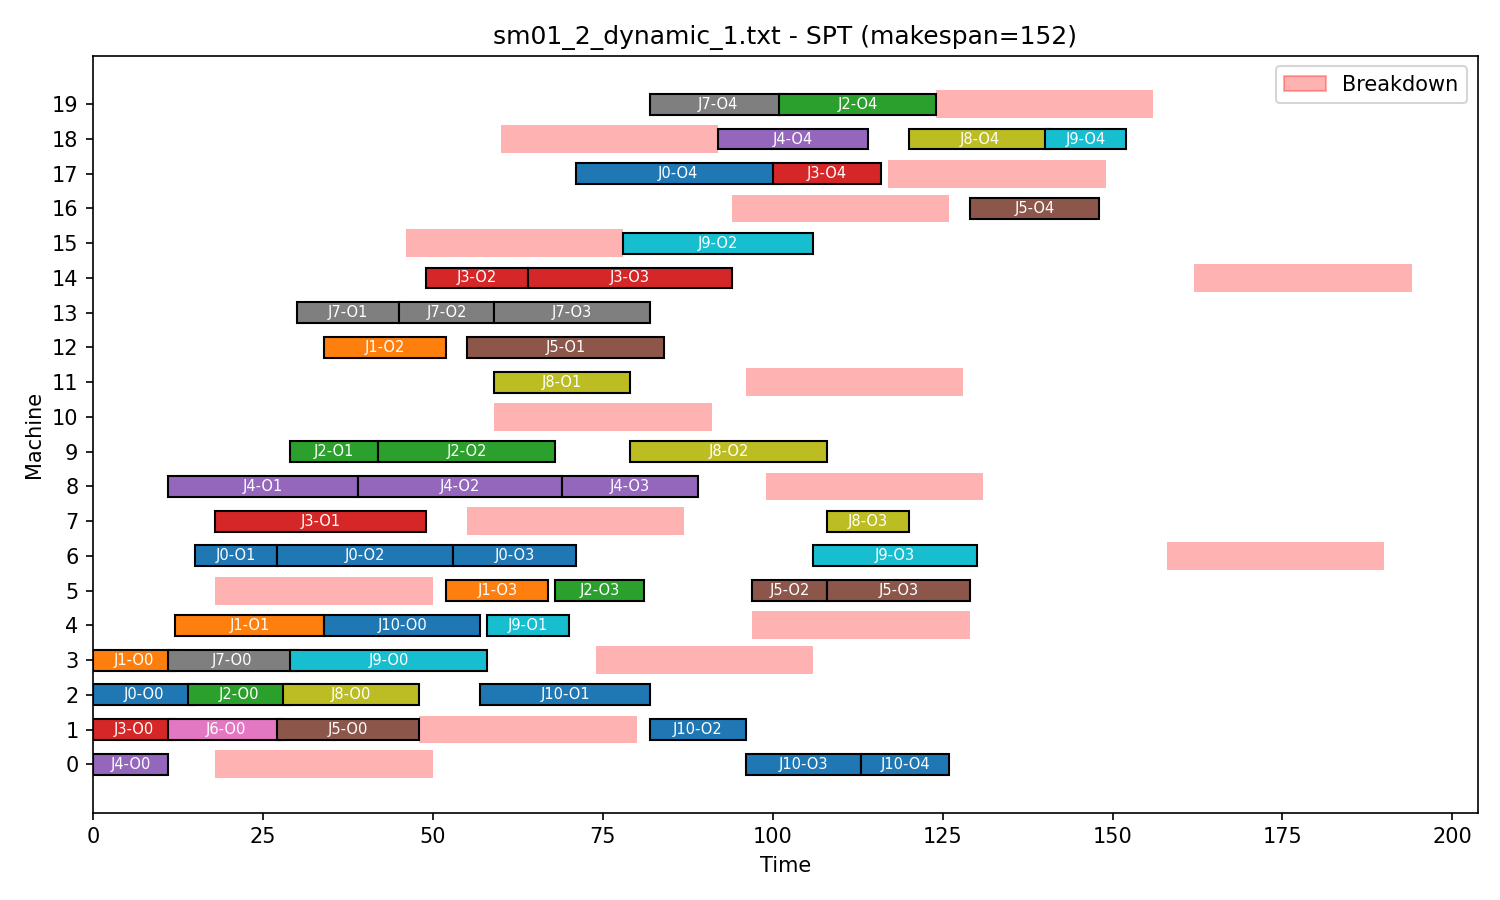 sm01_2_dynamic_1.txt - SPT (makespan=152)
Breakdown
19 J7-O4 J2-O4
18 J4-O4 J8-O4 J9-O4
17 J0-O4 J3-O4
16 J5-O4
15 J9-O2
14 J3-O2 J3-O3
13 J7-O1 J7-O2 J7-O3
12 J1-O2 J5-O1
11 J8-O1
10
9 J2-O1 J2-O2 J8-O2
8 J4-O1 J4-O2 J4-O3
7 J3-O1 J8-O3
6 J0-O1 J0-O2 J0-O3 J9-O3
5 J1-O3 J2-O3 J5-O2 J5-O3
4 J1-O1 J10-O0 J9-O1
3 J1-O0 J7-O0 J9-O0
2 J0-O0 J2-O0 J8-O0 J10-O1
1 J3-O0 J6-O0 J5-O0 J10-O2
0 J4-O0 J10-O3 J10-O4
Machine
0 25 50 75 100 125 150 175 200
Time